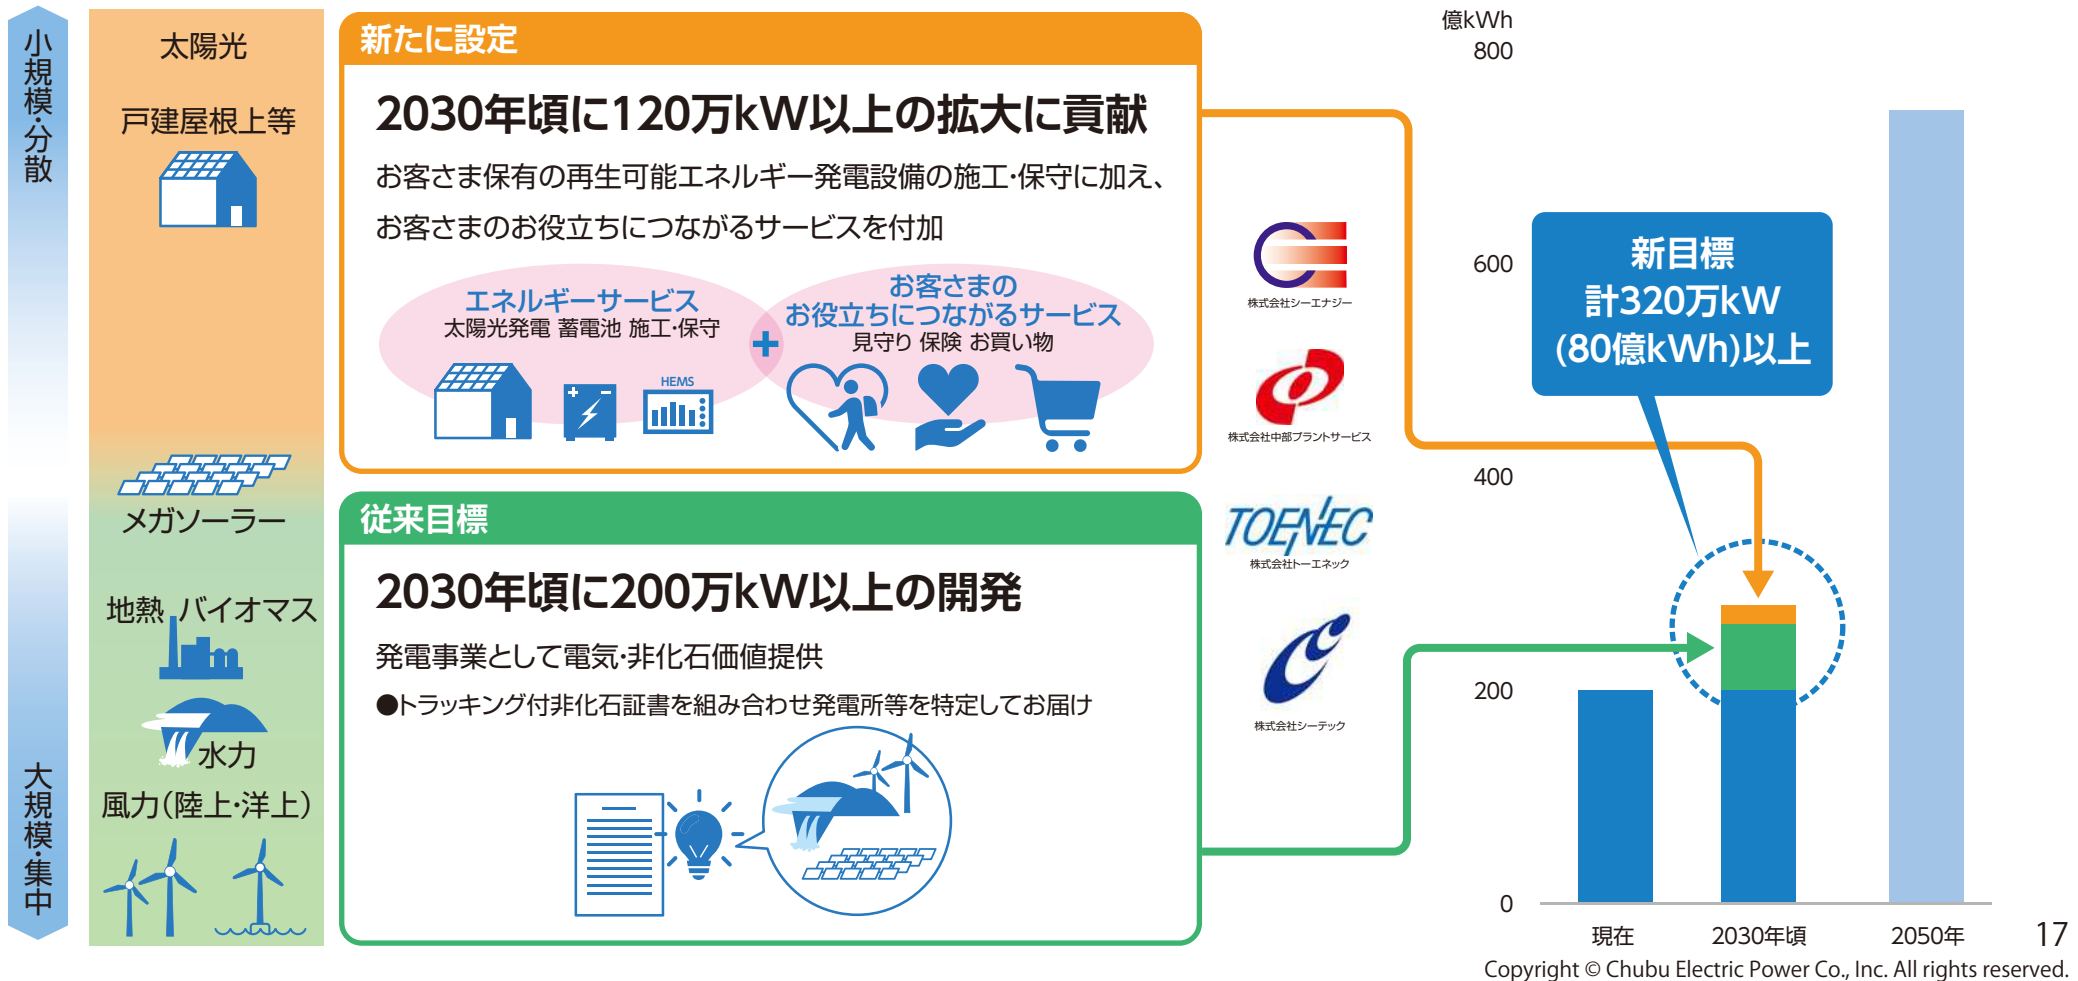 小規模・分散
大規模・集中
太陽光
戸建屋根上等
メガソーラー
地熱 バイオマス
水力
風力(陸上・洋上)
新たに設定
2030年頃に120万kW以上の拡大に貢献
お客さま保有の再生可能エネルギー発電設備の施工・保守に加え、
お客さまのお役立ちにつながるサービスを付加
エネルギーサービス
太陽光発電 蓄電池 施工・保守
HEMS
+
お客さまの
お役立ちにつながるサービス
見守り 保険 お買い物
従来目標
2030年頃に200万kW以上の開発
発電事業として電気・非化石価値提供
●トラッキング付非化石証書を組み合わせ発電所等を特定してお届け
株式会社シーエナジー
株式会社中部プラントサービス
TOENEC
株式会社トーエネック
株式会社シーテック
億kWh
800
600
400
200
0
新目標
計320万kW
(80億kWh)以上
現在
2030年頃
2050年
17
Copyright © Chubu Electric Power Co., Inc. All rights reserved.